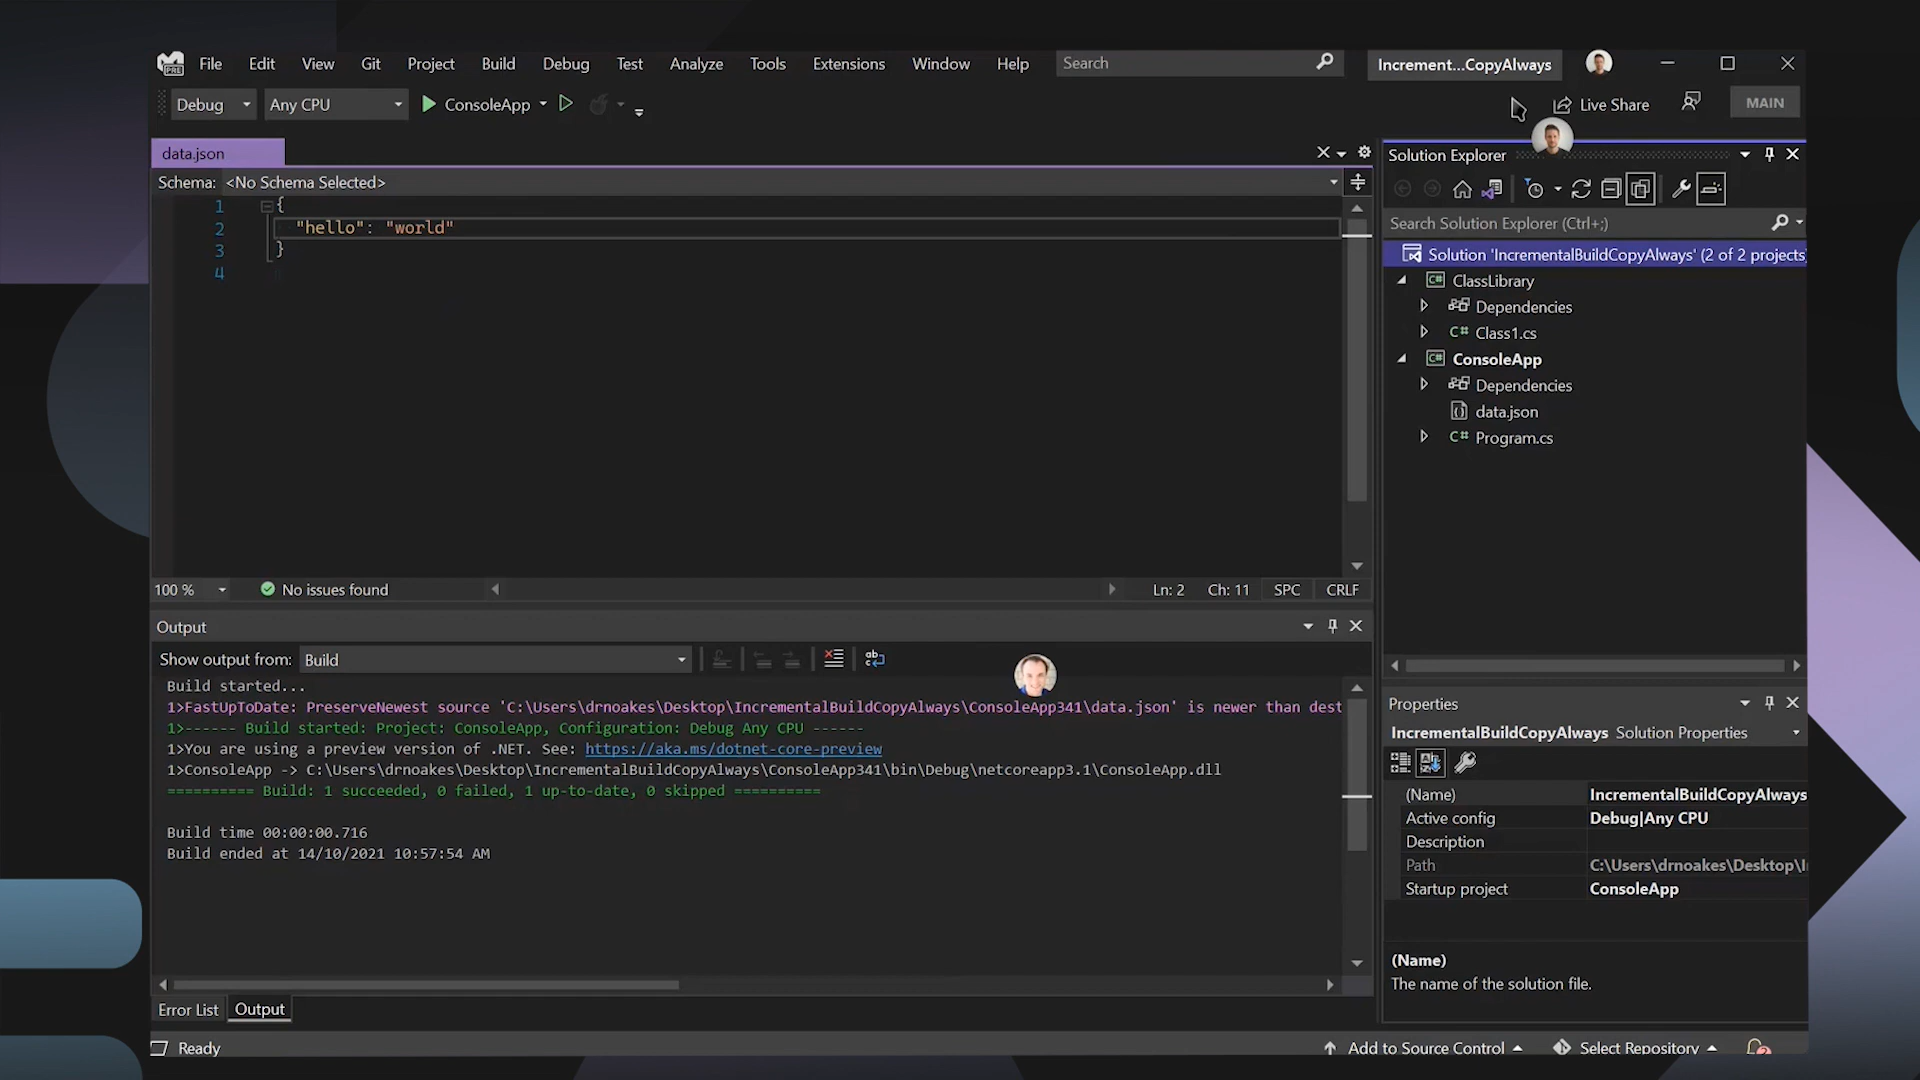 PRE File Edit View Git Project Build Debug Test Analyze Tools Extensions Window Help Search Increment...CopyAlways
Debug Any CPU ConsoleApp Live Share MAIN
data.json
Schema: <No Schema Selected>
1 {
2 "hello": "world"
3 }
4
100 % No issues found Ln: 2 Ch: 11 SPC CRLF
Output
Show output from: Build
Build started...
1>FastUpToDate: PreserveNewest source 'C:\Users\drnoakes\Desktop\IncrementalBuildCopyAlways\ConsoleApp341\data.json' is newer than dest
1>------ Build started: Project: ConsoleApp, Configuration: Debug Any CPU ------
1>You are using a preview version of .NET. See: https://aka.ms/dotnet-core-preview
1>ConsoleApp -> C:\Users\drnoakes\Desktop\IncrementalBuildCopyAlways\ConsoleApp341\bin\Debug\netcoreapp3.1\ConsoleApp.dll
========== Build: 1 succeeded, 0 failed, 1 up-to-date, 0 skipped ==========
Build time 00:00:00.716
Build ended at 14/10/2021 10:57:54 AM
Error List Output
Solution Explorer
Search Solution Explorer (Ctrl+;)
Solution 'IncrementalBuildCopyAlways' (2 of 2 projects)
C# ClassLibrary
Dependencies
C# Class1.cs
C# ConsoleApp
Dependencies
data.json
C# Program.cs
Properties
IncrementalBuildCopyAlways Solution Properties
(Name) IncrementalBuildCopyAlways
Active config Debug|Any CPU
Description
Path C:\Users\drnoakes\Desktop\I
Startup project ConsoleApp
(Name)
The name of the solution file.
Ready Add to Source Control Select Repository 2